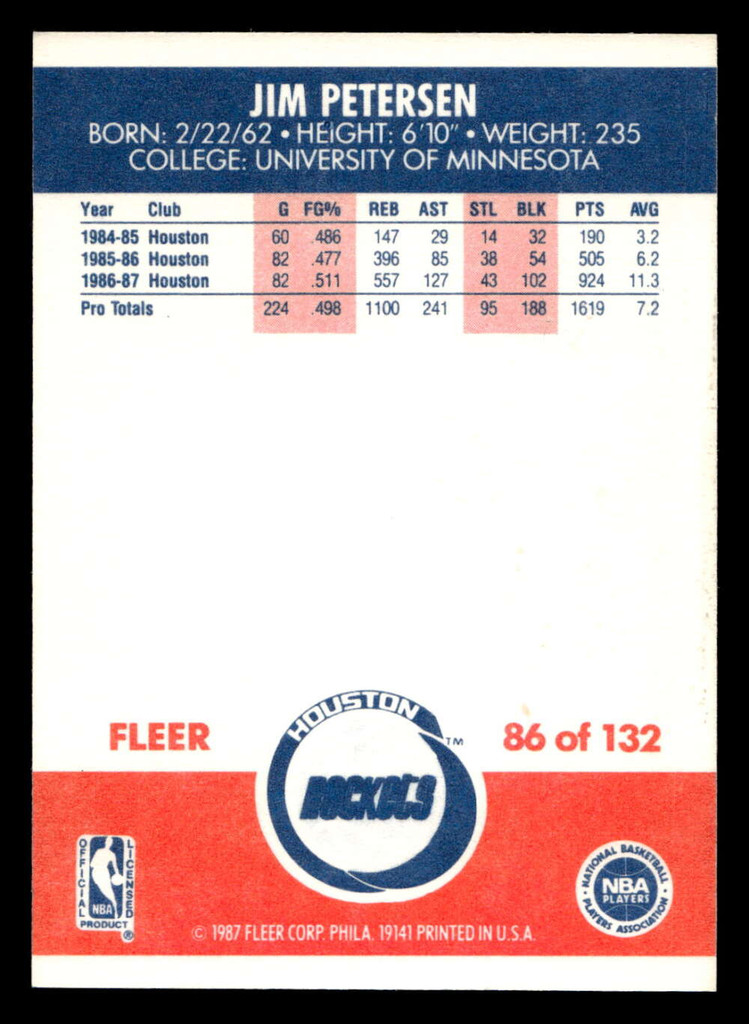 JIM PETERSEN
BORN: 2/22/62 • HEIGHT: 6'10" • WEIGHT: 235
COLLEGE: UNIVERSITY OF MINNESOTA
Year Club G FG% REB AST STL BLK PTS AVG
1984-85 Houston 60 .486 147 29 14 32 190 3.2
1985-86 Houston 82 .477 396 85 38 54 505 6.2
1986-87 Houston 82 .511 557 127 43 102 924 11.3
Pro Totals 224 .498 1100 241 95 188 1619 7.2
HOUSTON
ROCKETS
TM
FLEER
86 of 132
OFFICIAL
LICENSED
NBA
PRODUCT ®
NATIONAL BASKETBALL
NBA
PLAYERS
PLAYERS ASSOCIATION
© 1987 FLEER CORP. PHILA. 19141 PRINTED IN U.S.A.